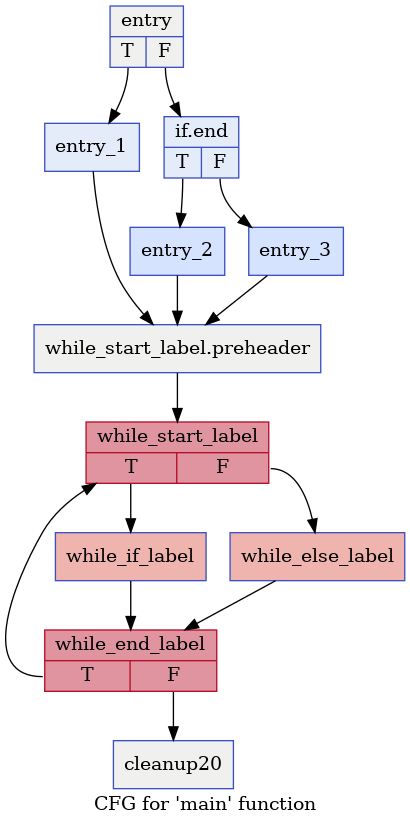 entry
T F
entry_1
if.end
T F
entry_2
entry_3
while_start_label.preheader
while_start_label
T F
while_if_label
while_else_label
while_end_label
T F
cleanup20
CFG for 'main' function